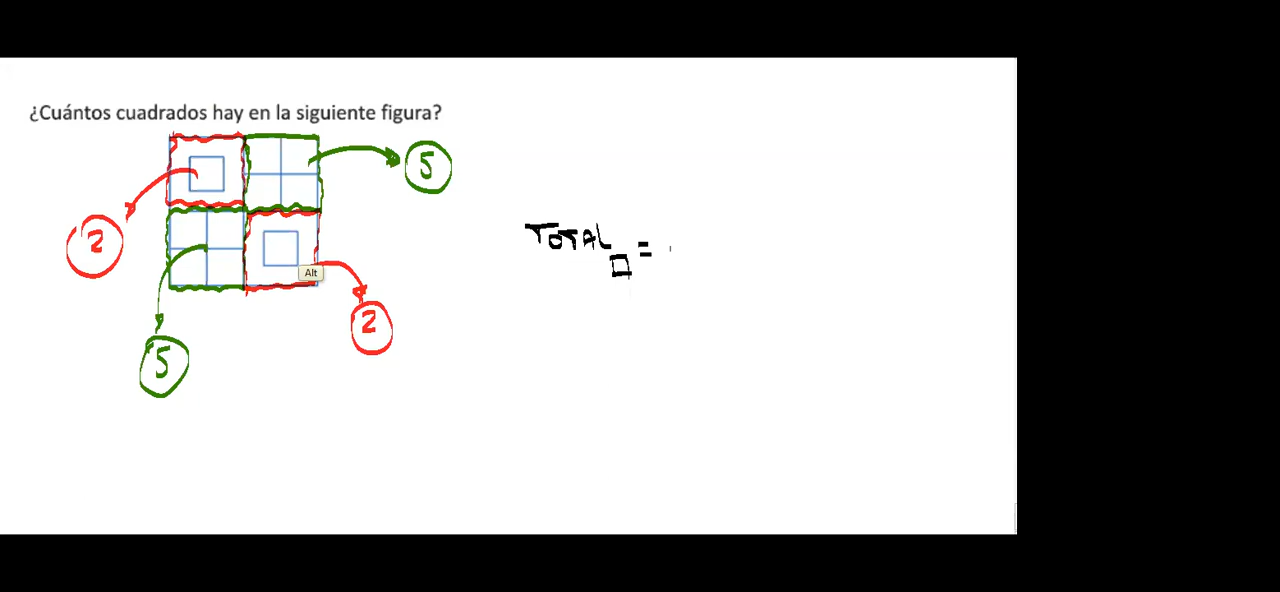 ¿Cuántos cuadrados hay en la siguiente figura?
5
2
TOTAL□ =
Alt
2
5